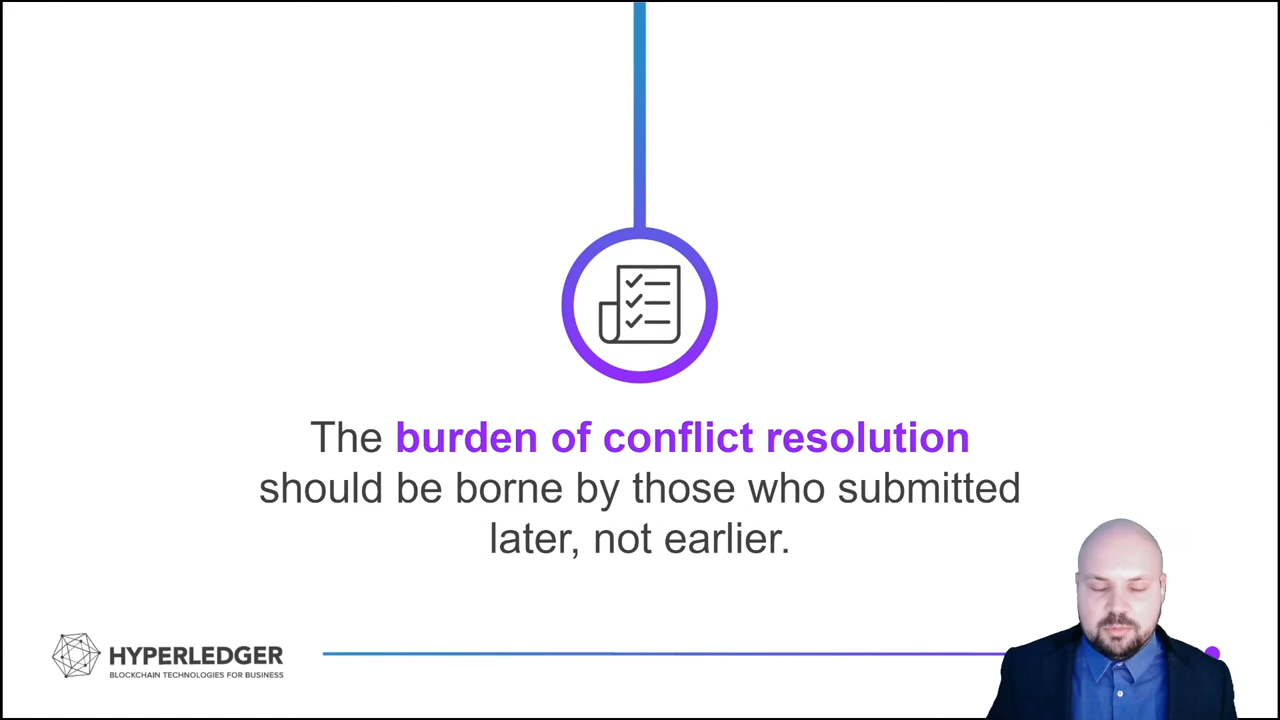 The burden of conflict resolution
should be borne by those who submitted
later, not earlier.
HYPERLEDGER
BLOCKCHAIN TECHNOLOGIES FOR BUSINESS